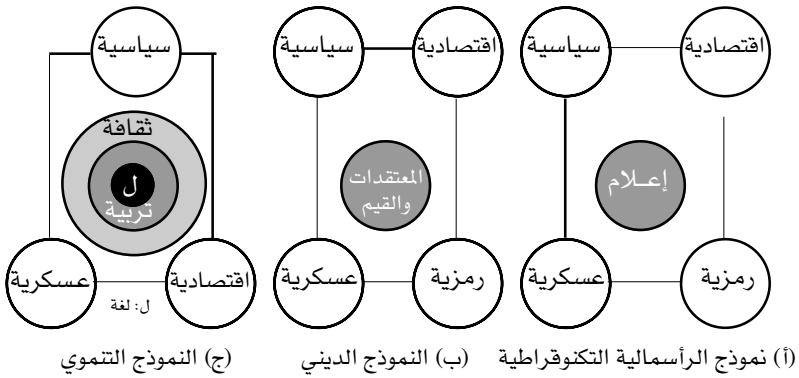 اقتصادية
سياسية
إعـلام
رمزية
عسكرية
(أ) نموذج الرأسمالية التكنوقراطية
اقتصادية
سياسية
المعتقدات
والقيم
رمزية
عسكرية
(ب) النموذج الديني
سياسية
ثقافة
ل
تربية
اقتصادية
عسكرية
ل: لغة
(ج) النموذج التنموي